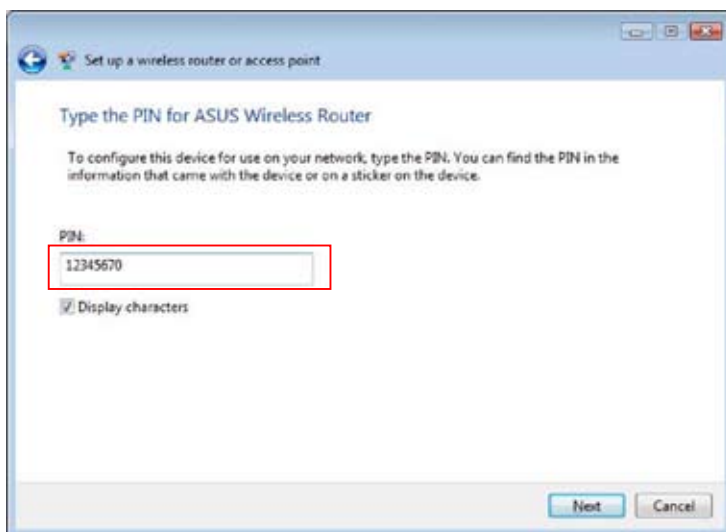 Set up a wireless router or access point
Type the PIN for ASUS Wireless Router
To configure this device for use on your network, type the PIN. You can find the PIN in the
information that came with the device or on a sticker on the device.
PIN:
12345670
Display characters
Next
Cancel